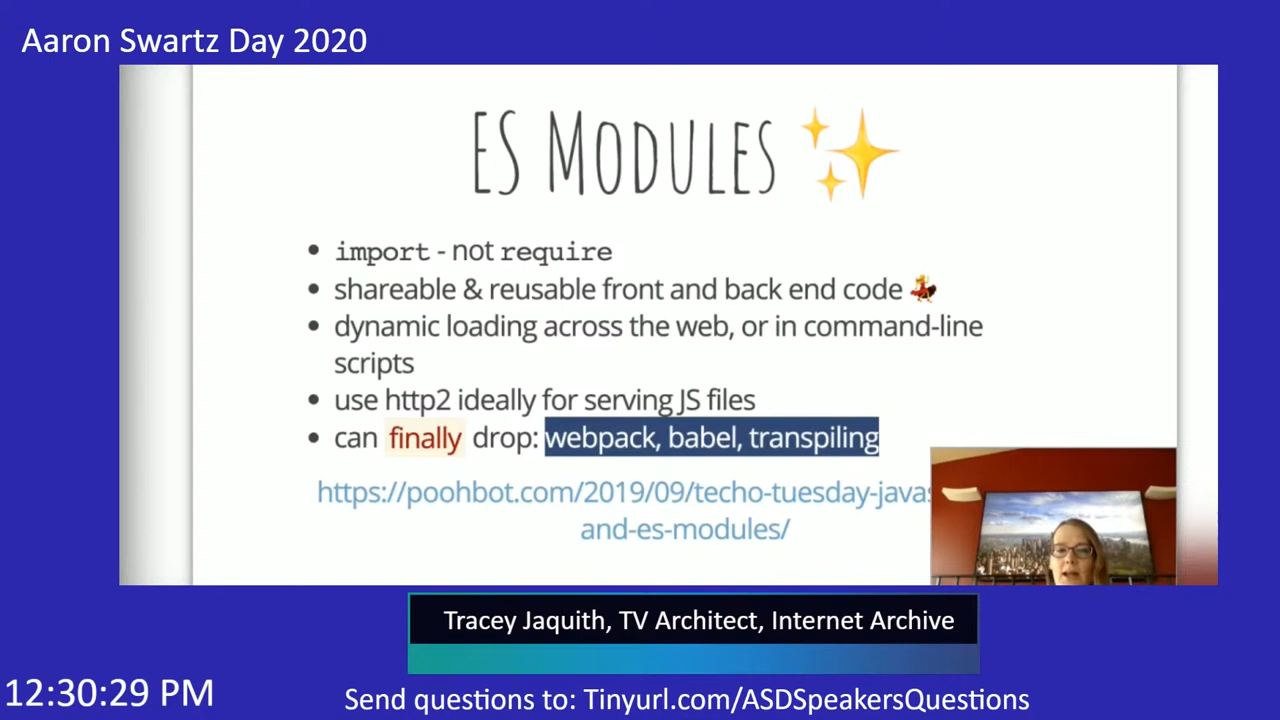 Aaron Swartz Day 2020
ES Modules ✨
import - not require
shareable & reusable front and back end code 💃
dynamic loading across the web, or in command-line
scripts
use http2 ideally for serving JS files
can finally drop: webpack, babel, transpiling
https://poohbot.com/2019/09/techo-tuesday-javas
and-es-modules/
Tracey Jaquith, TV Architect, Internet Archive
12:30:29 PM
Send questions to: Tinyurl.com/ASDSpeakersQuestions